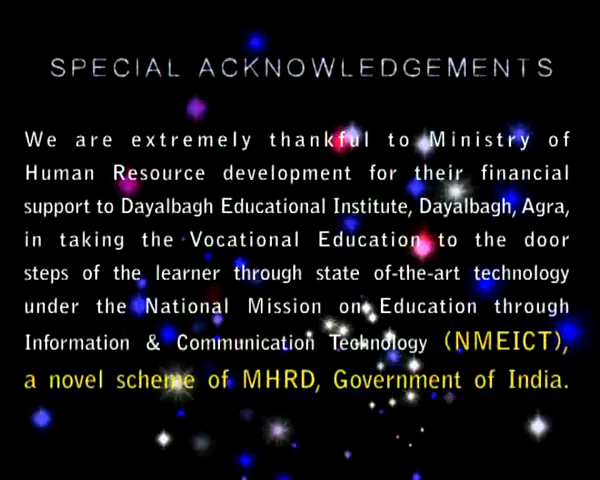 SPECIAL ACKNOWLEDGEMENTS
We are extremely thankful to Ministry of
Human Resource development for their financial
support to Dayalbagh Educational Institute, Dayalbagh, Agra,
in taking the Vocational Education to the door
steps of the learner through state of-the-art technology
under the National Mission on Education through
Information & Communication Technology (NMEICT),
a novel scheme of MHRD, Government of India.